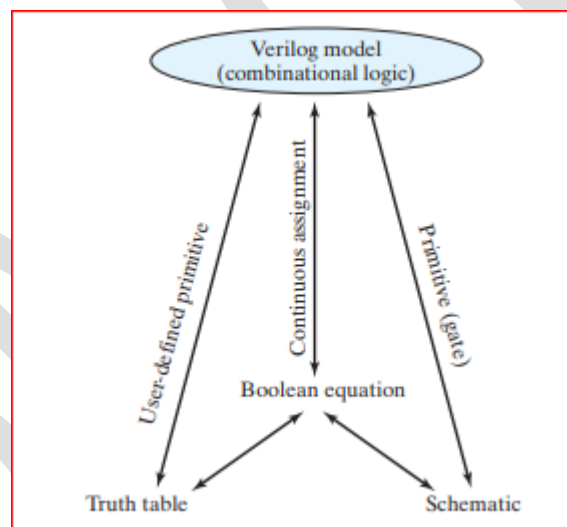 Verilog model
(combinational logic)
User-defined primitive
Continuous assignment
Primitive (gate)
Boolean equation
Truth table
Schematic